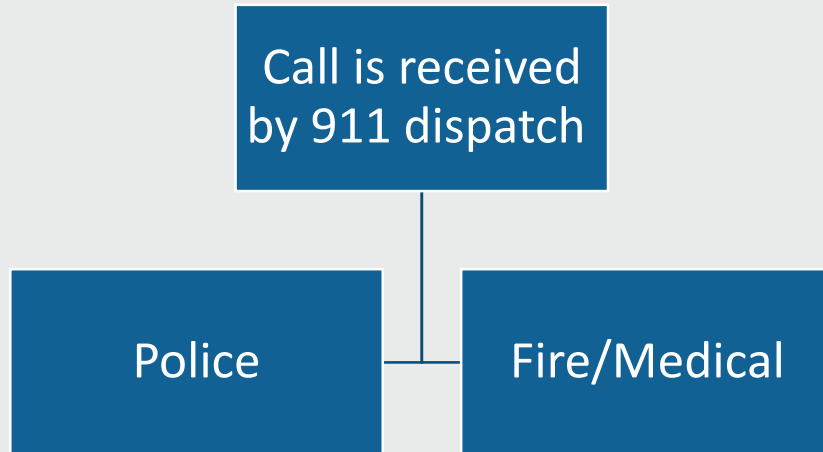 Call is received
by 911 dispatch
Police
Fire/Medical